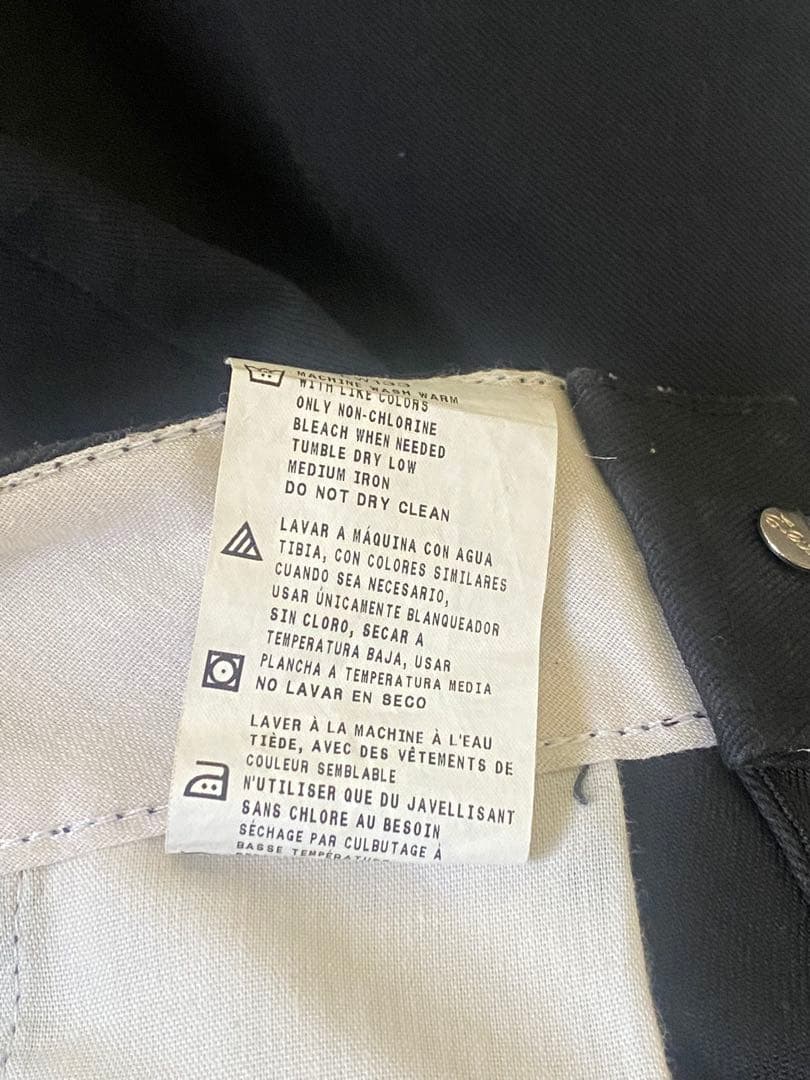 MACHINE WASH WARM
WITH LIKE COLORS
ONLY NON-CHLORINE
BLEACH WHEN NEEDED
TUMBLE DRY LOW
MEDIUM IRON
DO NOT DRY CLEAN
LAVAR A MÁQUINA CON AGUA
TIBIA, CON COLORES SIMILARES
CUANDO SEA NECESARIO,
USAR ÚNICAMENTE BLANQUEADOR
SIN CLORO, SECAR A
TEMPERATURA BAJA, USAR
PLANCHA A TEMPERATURA MEDIA
NO LAVAR EN SECO
LAVER À LA MACHINE À L'EAU
TIÈDE, AVEC DES VÊTEMENTS DE
COULEUR SEMBLABLE
N'UTILISER QUE DU JAVELLISANT
SANS CHLORE AU BESOIN
SÉCHAGE PAR CULBUTAGE À
BASSE